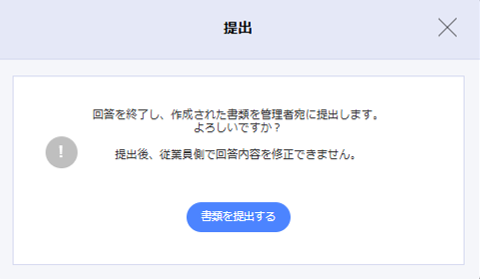 提出
回答を終了し、作成された書類を管理者宛に提出します。
よろしいですか？
提出後、従業員側で回答内容を修正できません。
書類を提出する